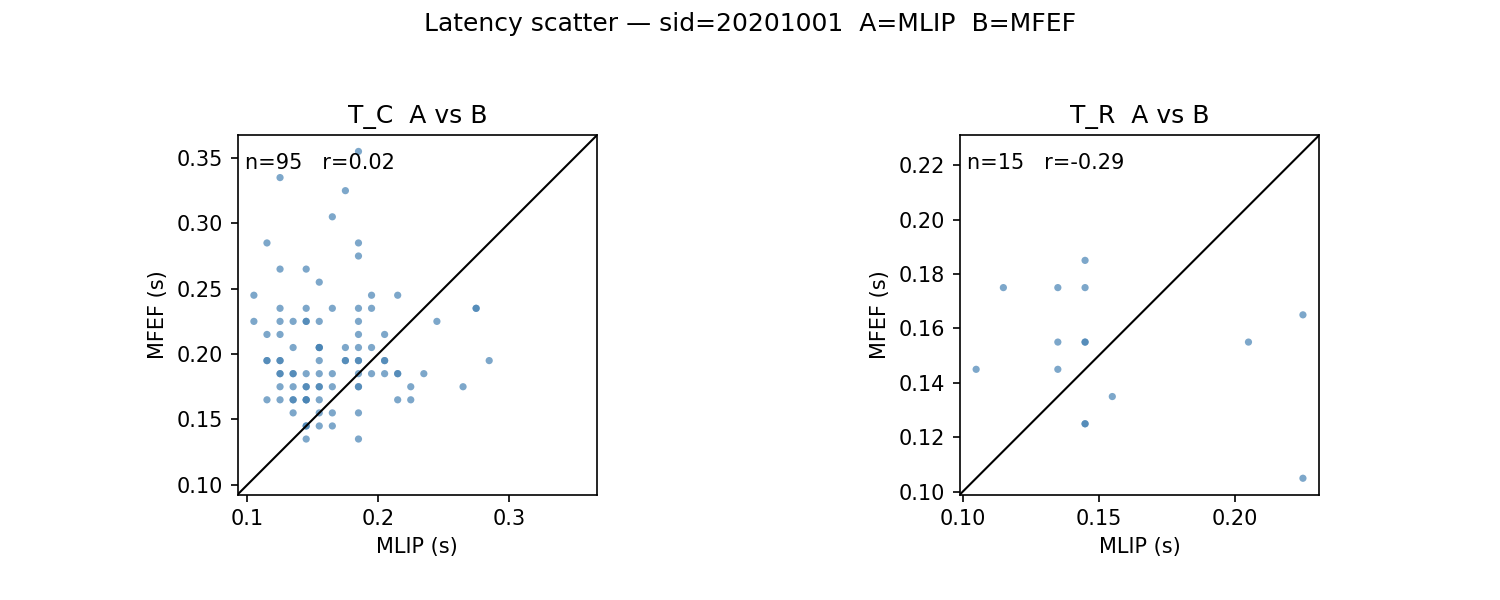 Latency scatter — sid=20201001  A=MLIP  B=MFEF
T_C  A vs B
n=95   r=0.02
0.35
0.30
0.25
0.20
0.15
0.10
MFEF (s)
0.1
0.2
0.3
MLIP (s)
T_R  A vs B
n=15   r=-0.29
0.22
0.20
0.18
0.16
0.14
0.12
0.10
MFEF (s)
0.10
0.15
0.20
MLIP (s)